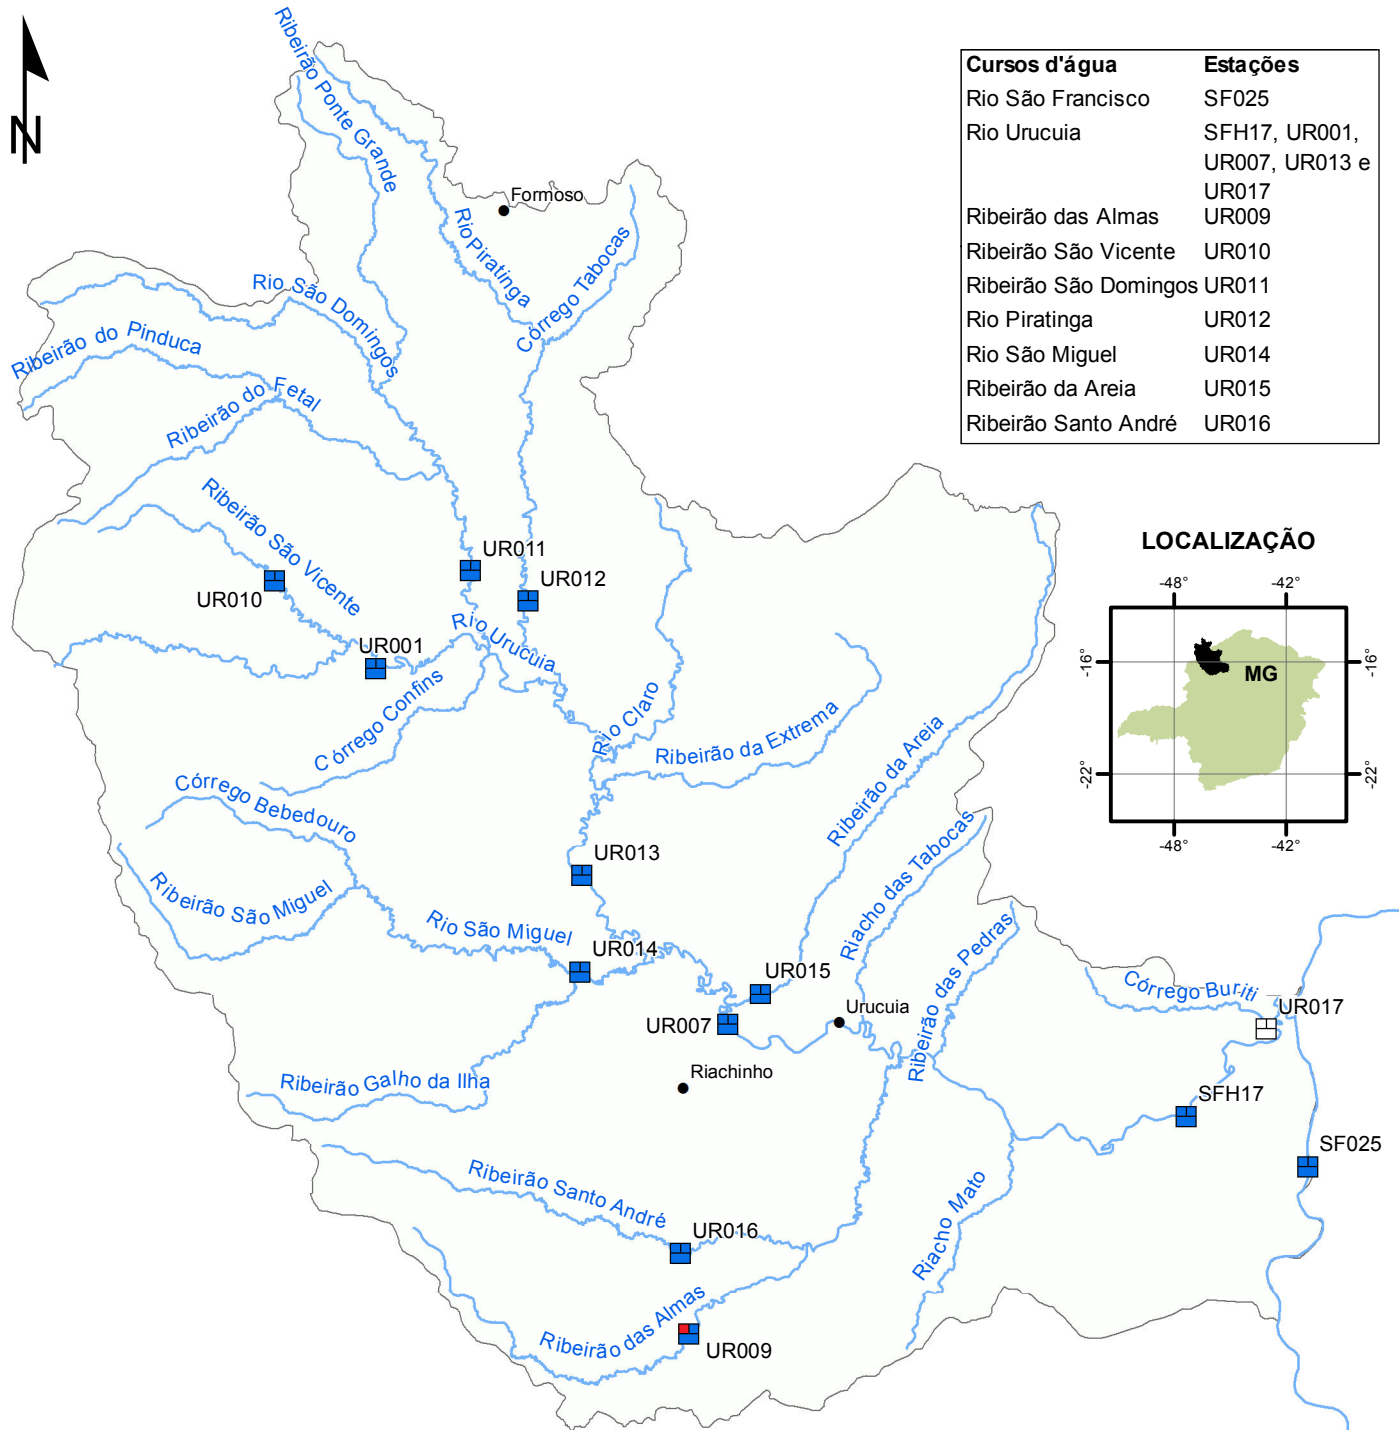 N
Cursos d'água Estações
Rio São Francisco SF025
Rio Urucuia SFH17, UR001,
UR007, UR013 e
UR017
Ribeirão das Almas UR009
Ribeirão São Vicente UR010
Ribeirão São Domingos UR011
Rio Piratinga UR012
Rio São Miguel UR014
Ribeirão da Areia UR015
Ribeirão Santo André UR016
Ribeirão Ponte Grande
Formoso
Rio Piratinga
Córrego Tabocas
Rio São Domingos
Ribeirão do Pinduca
Ribeirão do Fetal
Ribeirão São Vicente
UR011
UR012
UR010
UR001
Rio Urucuia
Córrego Confins
Rio Claro
Ribeirão da Extrema
Ribeirão da Areia
LOCALIZAÇÃO
-48°
-42°
-16°
-16°
MG
-22°
-22°
-48°
-42°
Córrego Bebedouro
Ribeirão São Miguel
UR013
Riacho das Tabocas
Rio São Miguel
UR014
UR015
Ribeirão das Pedras
Córrego Buriti
UR017
UR007
Urucuia
Riachinho
Ribeirão Galho da Ilha
SFH17
SF025
Ribeirão Santo André
UR016
Riacho Mato
Ribeirão das Almas
UR009